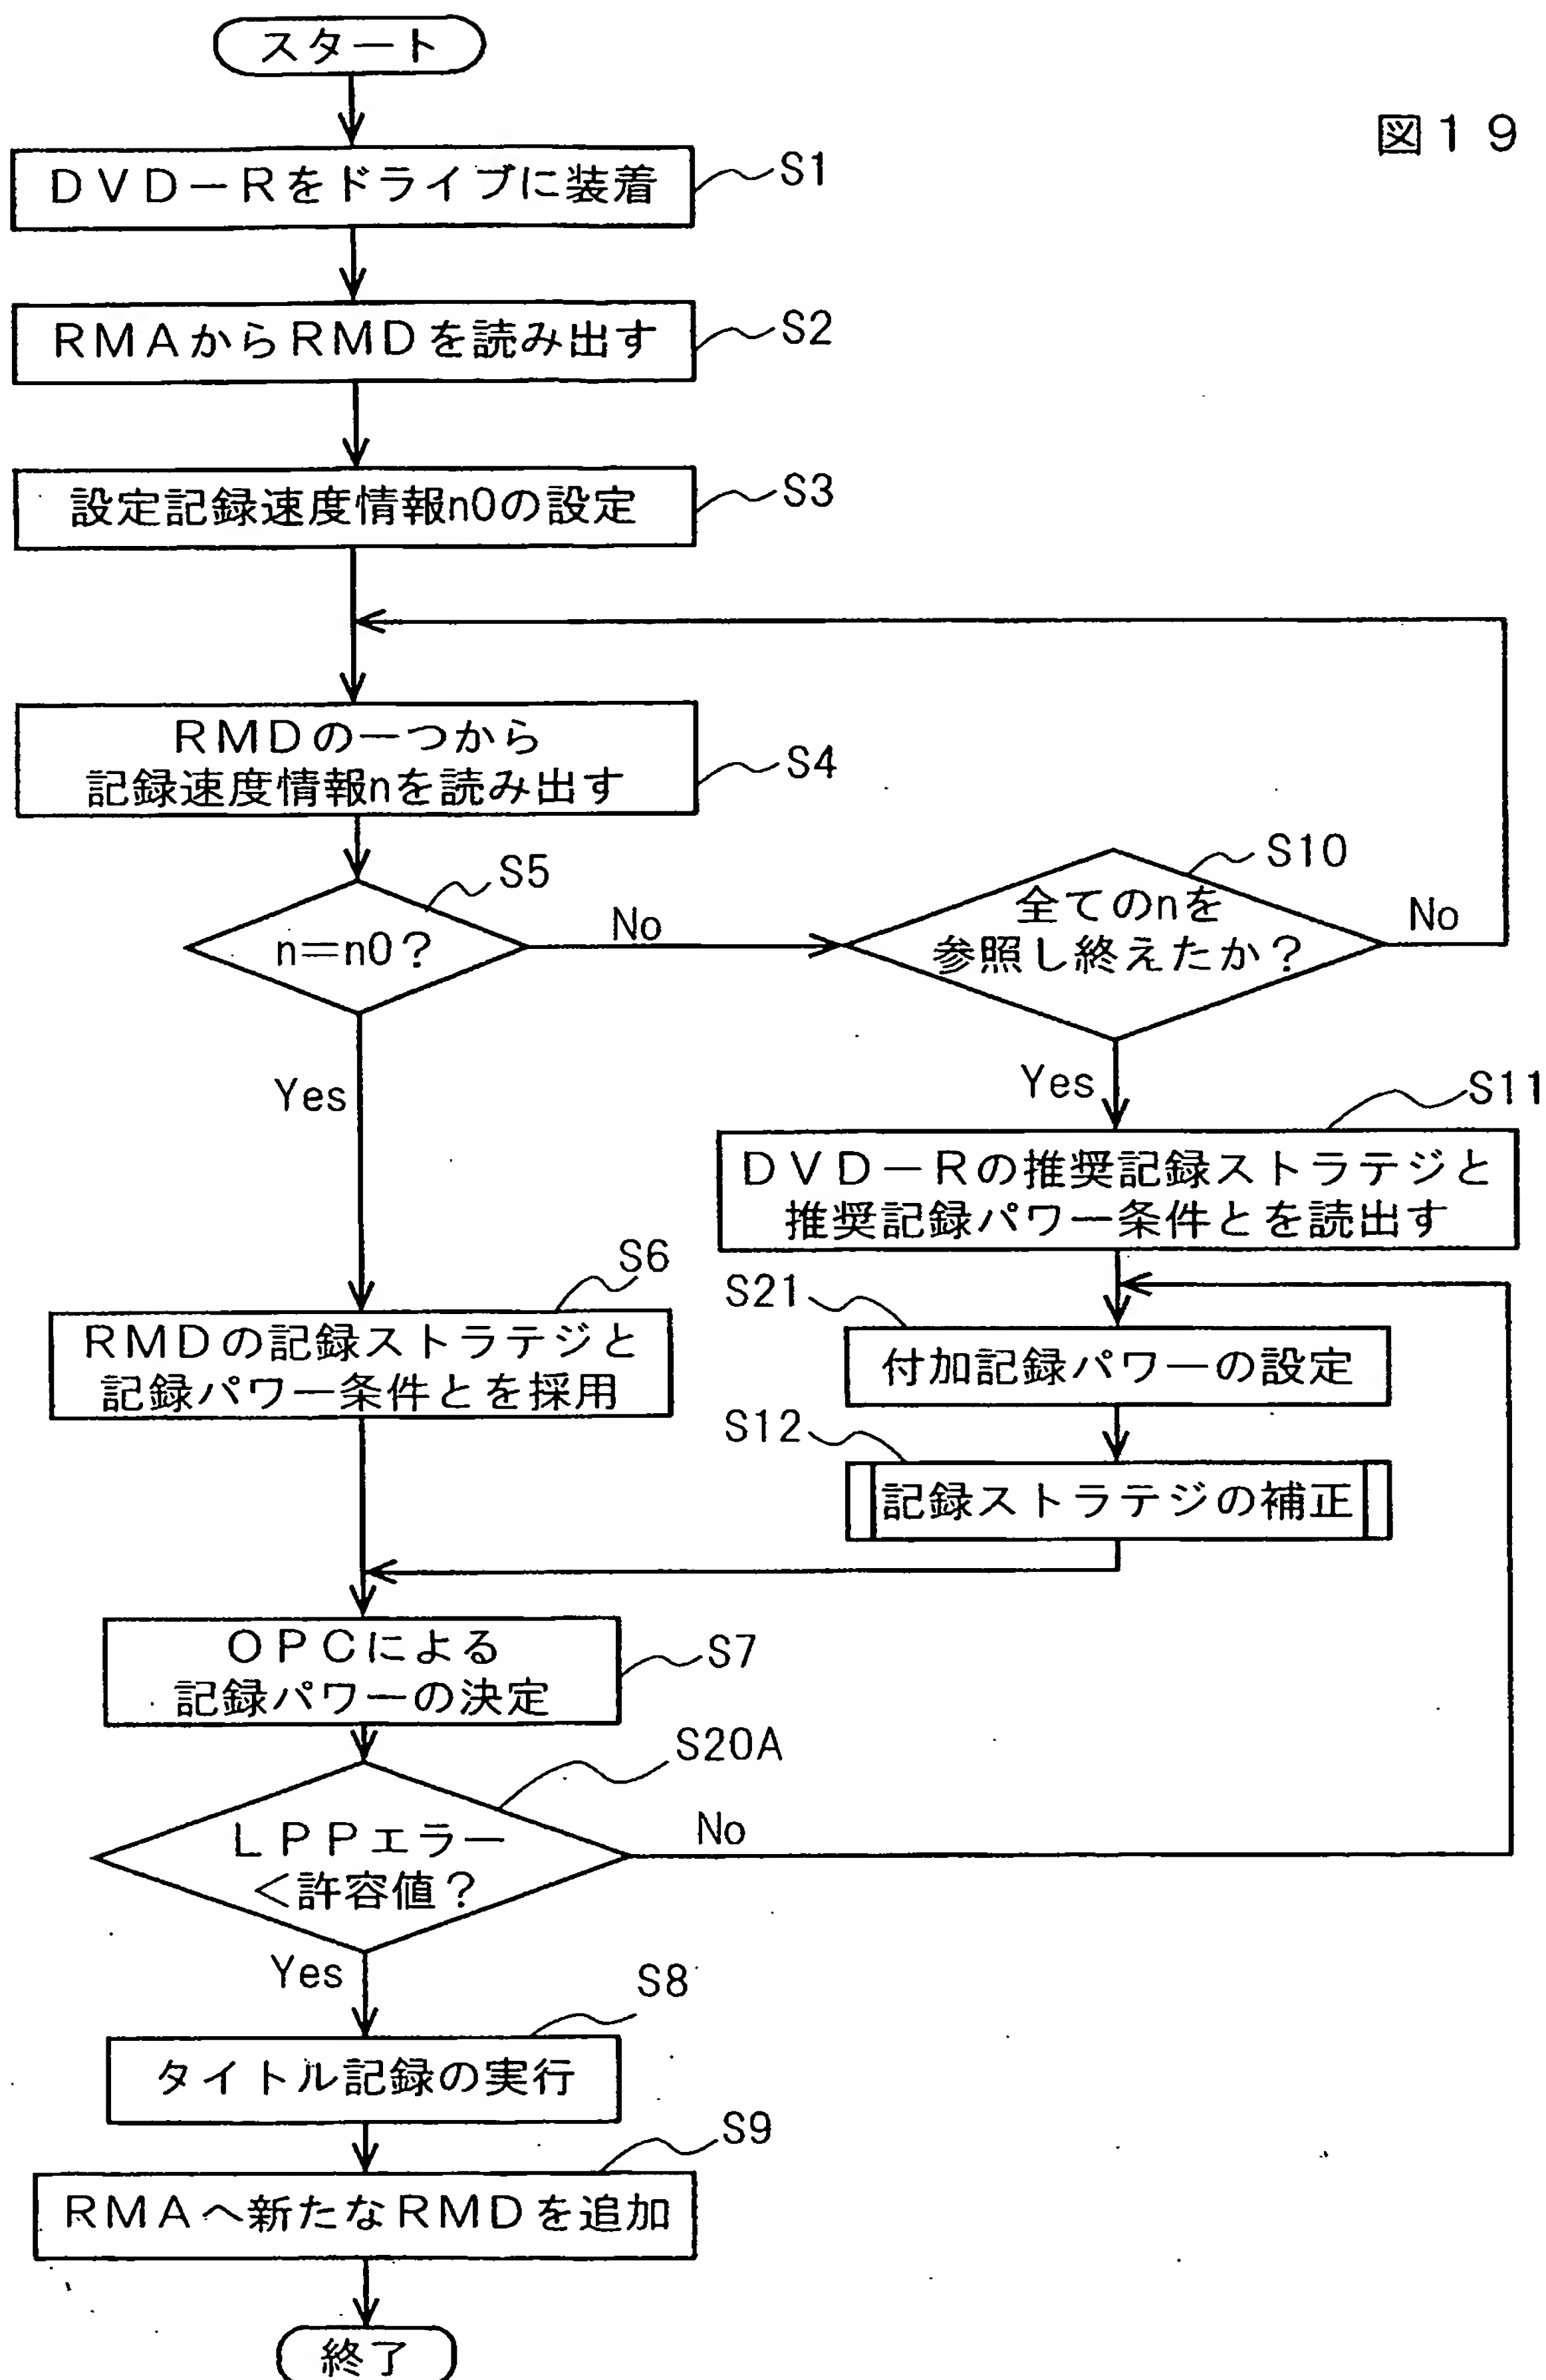 スタート
図１９
ＤＶＤ－Ｒをドライブに装着
S1
ＲＭＡからＲＭＤを読み出す
S2
設定記録速度情報n0の設定
S3
ＲＭＤの一つから
記録速度情報nを読み出す
S4
n＝n0？
S5
No
全てのnを
参照し終えたか？
S10
No
Yes
Yes
ＤＶＤ－Ｒの推奨記録ストラテジと
推奨記録パワー条件とを読出す
S11
ＲＭＤの記録ストラテジと
記録パワー条件とを採用
S6
付加記録パワーの設定
S21
記録ストラテジの補正
S12
ＯＰＣによる
記録パワーの決定
S7
ＬＰＰエラー
＜許容値？
S20A
No
Yes
タイトル記録の実行
S8
ＲＭＡへ新たなＲＭＤを追加
S9
終了